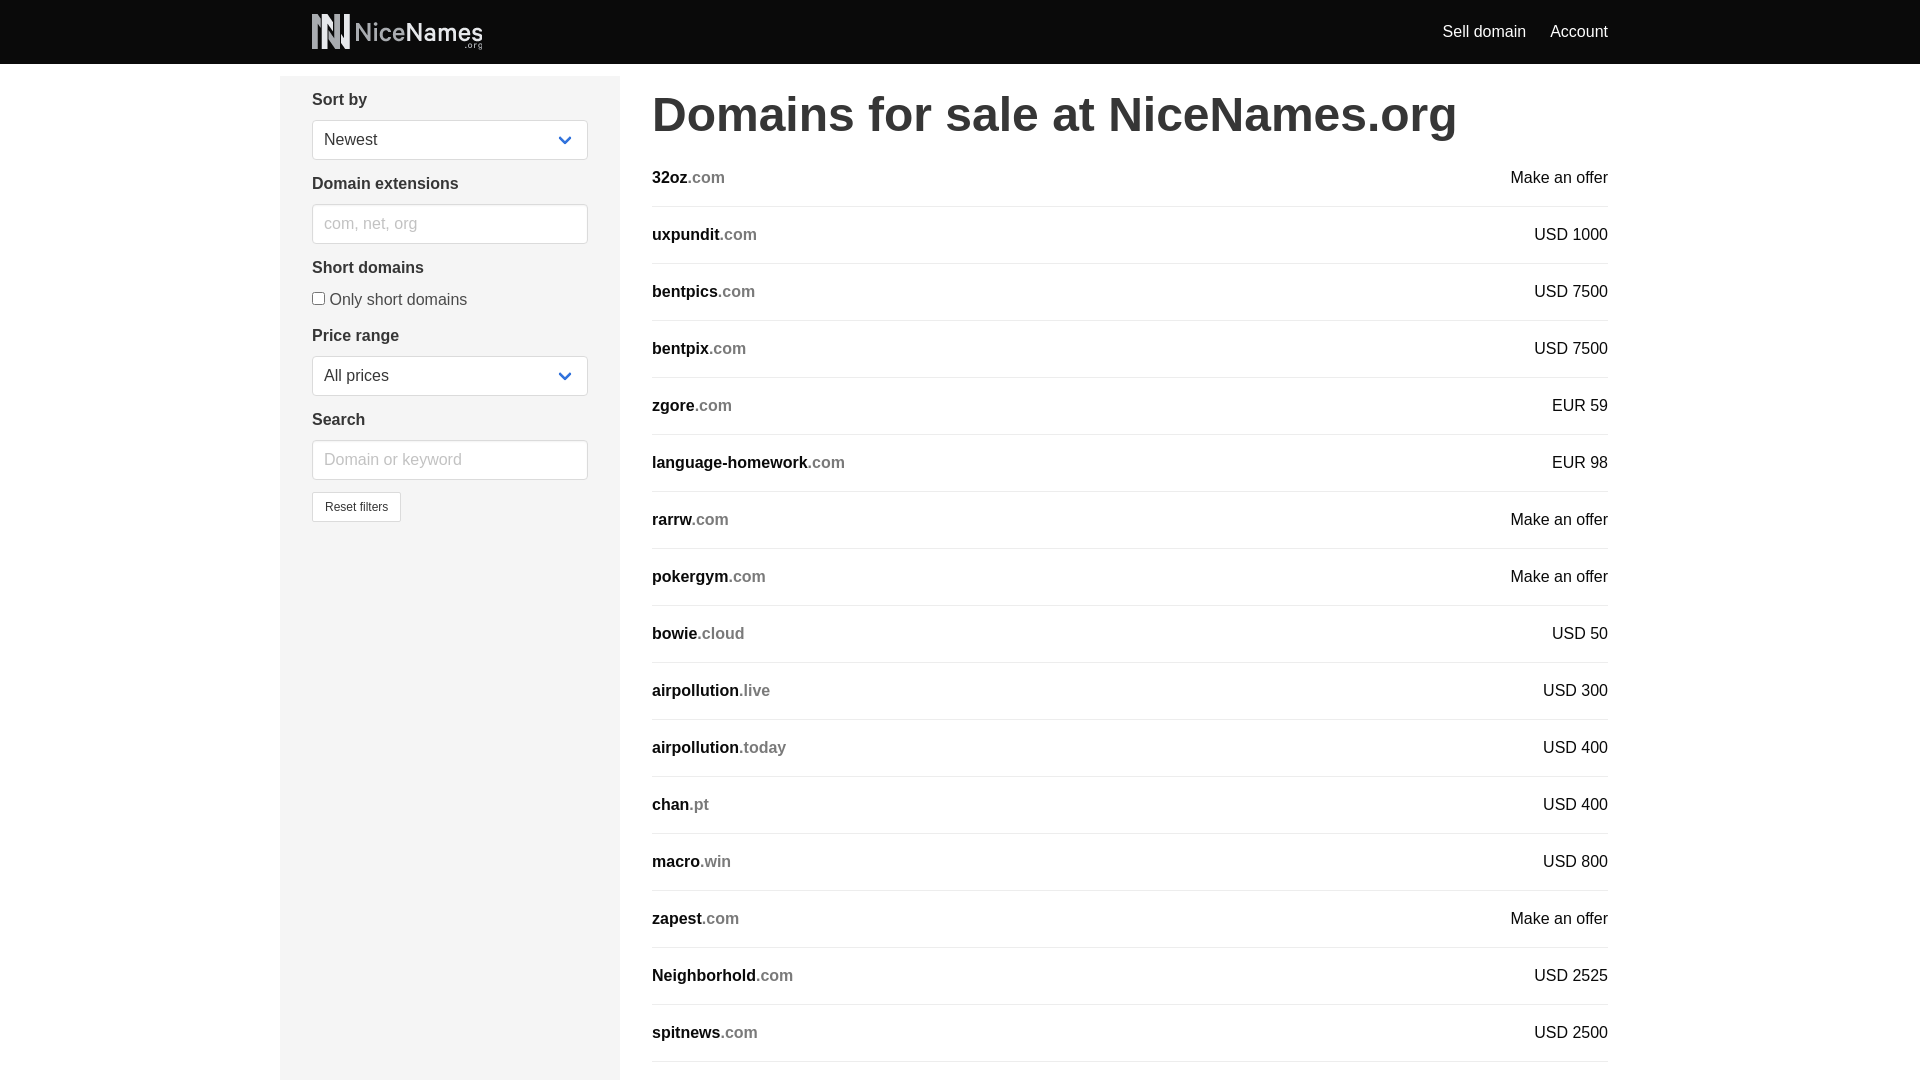 NiceNames
.org
Sell domain
Account
Sort by
Newest
Domain extensions
com, net, org
Short domains
Only short domains
Price range
All prices
Search
Domain or keyword
Reset filters
Domains for sale at NiceNames.org
32oz.com Make an offer
uxpundit.com USD 1000
bentpics.com USD 7500
bentpix.com USD 7500
zgore.com EUR 59
language-homework.com EUR 98
rarrw.com Make an offer
pokergym.com Make an offer
bowie.cloud USD 50
airpollution.live USD 300
airpollution.today USD 400
chan.pt USD 400
macro.win USD 800
zapest.com Make an offer
Neighborhold.com USD 2525
spitnews.com USD 2500